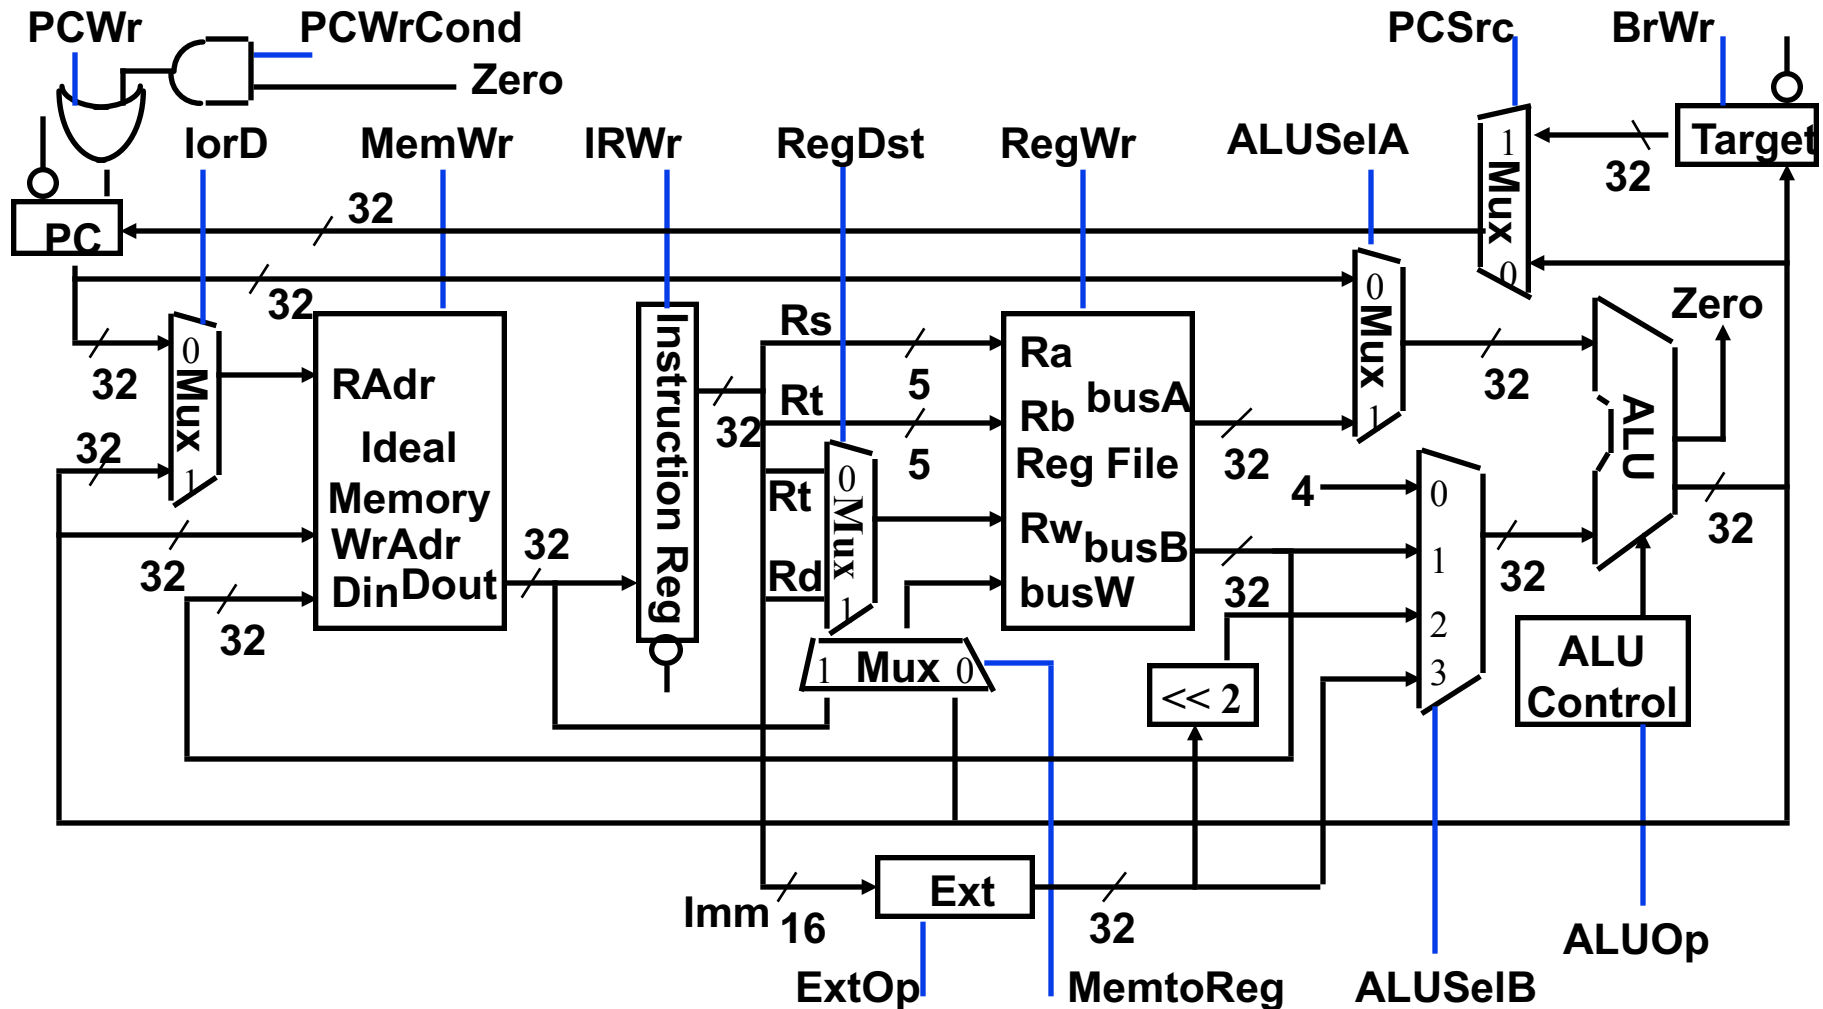 PCWr
PCWrCond
PCSrc
BrWr
Zero
IorD
MemWr
IRWr
RegDst
RegWr
ALUSelA
1
Mux
0
32
Target
32
PC
32
0
Mux
1
Zero
32
0
Mux
1
32
32
RAdr
Ideal
Memory
WrAdr
Din
Dout
32
32
32
Instruction Reg
32
Rs
5
Rt
5
Rt
0
Mux
1
Rd
Ra
busA
Rb
Reg File
Rw
busB
busW
32
32
32
4
0
1
2
3
32
ALU
32
1 Mux 0
<< 2
ALU
Control
Imm
16
Ext
32
ExtOp
MemtoReg
ALUSelB
ALUOp